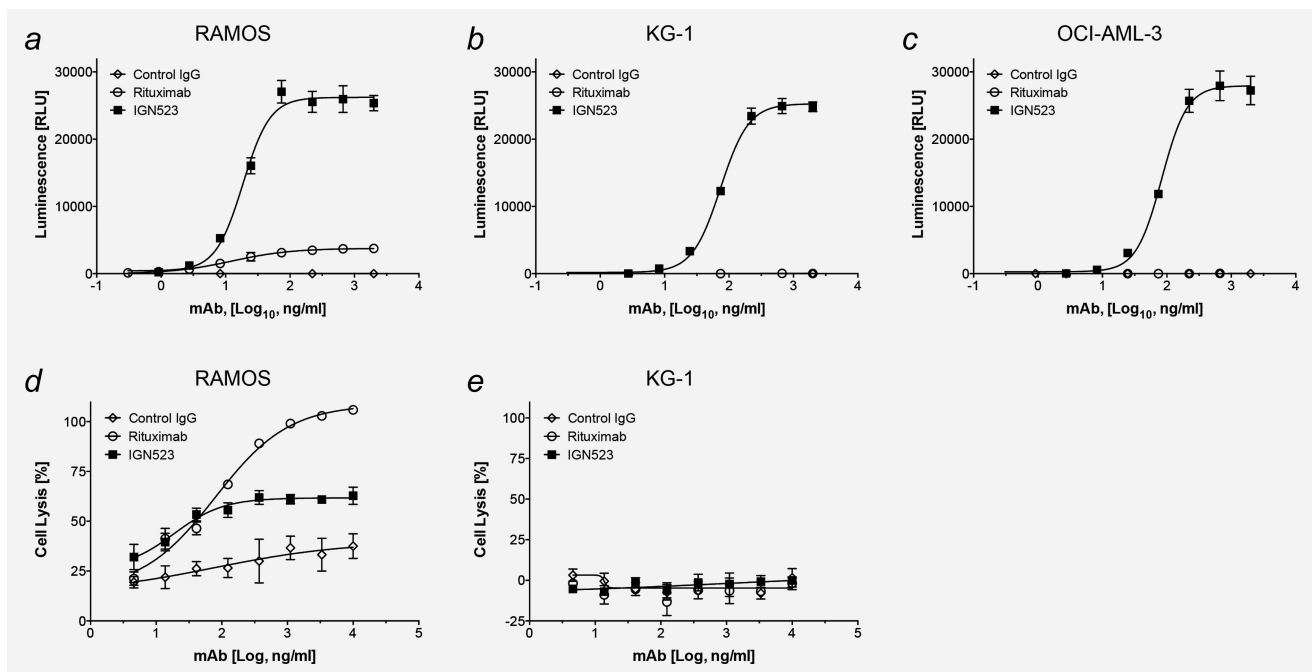 a
RAMOS
Control IgG
Rituximab
IGN523
Luminescence [RLU]
30000
20000
10000
0
-1 0 1 2 3 4
mAb, [Log10, ng/ml]
b
KG-1
Control IgG
Rituximab
IGN523
Luminescence [RLU]
30000
20000
10000
0
-1 0 1 2 3 4
mAb, [Log10, ng/ml]
c
OCI-AML-3
Control IgG
Rituximab
IGN523
Luminescence [RLU]
30000
20000
10000
0
-1 0 1 2 3 4
mAb, [Log10, ng/ml]
d
RAMOS
Control IgG
Rituximab
IGN523
Cell Lysis [%]
100
75
50
25
0
0 1 2 3 4 5
mAb [Log, ng/ml]
e
KG-1
Control IgG
Rituximab
IGN523
Cell Lysis [%]
100
75
50
25
0
-25
0 1 2 3 4 5
mAb [Log, ng/ml]